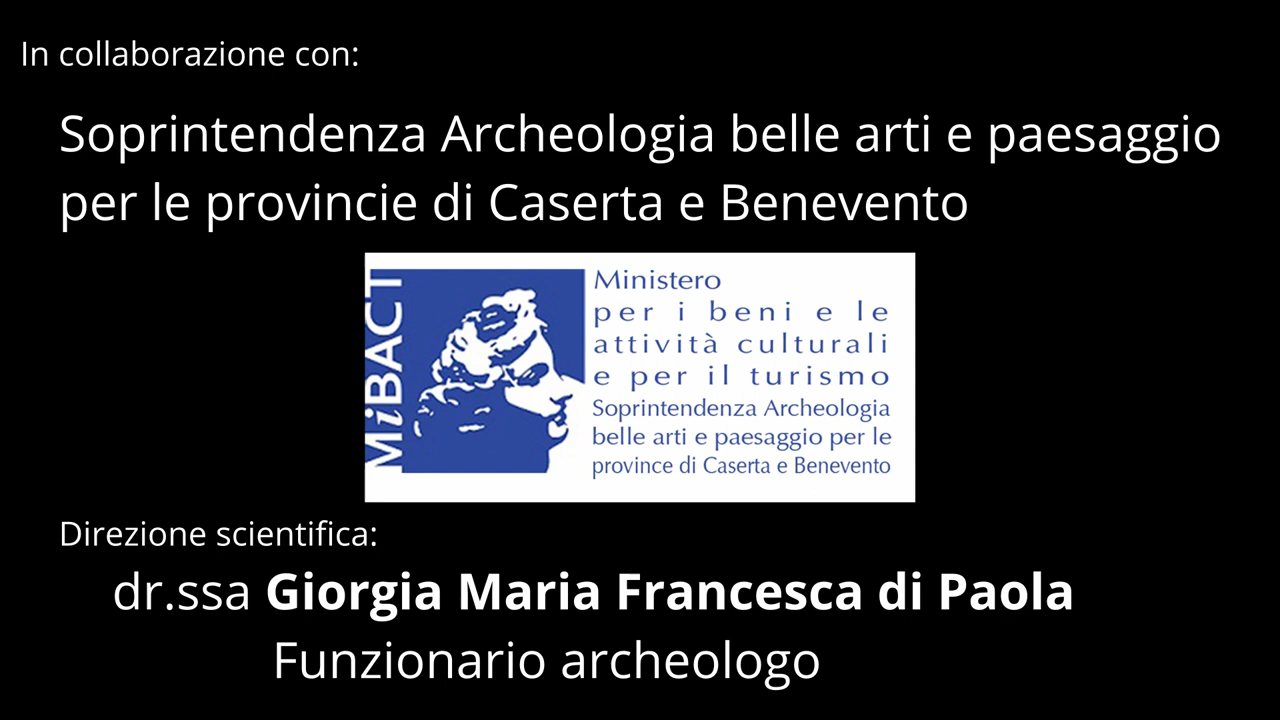 In collaborazione con:
Soprintendenza Archeologia belle arti e paesaggio
per le provincie di Caserta e Benevento
MiBACT
Ministero
per i beni e le
attività culturali
e per il turismo
Soprintendenza Archeologia
belle arti e paesaggio per le
province di Caserta e Benevento
Direzione scientifica:
dr.ssa Giorgia Maria Francesca di Paola
Funzionario archeologo